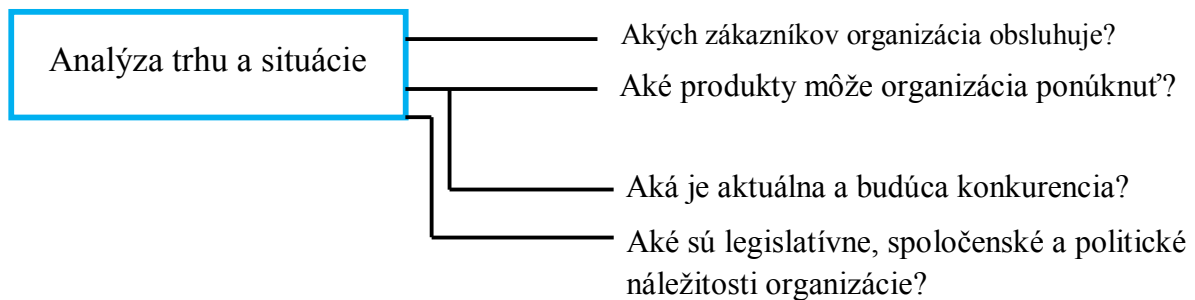 Analýza trhu a situácie
Akých zákazníkov organizácia obsluhuje?
Aké produkty môže organizácia ponúknuť?
Aká je aktuálna a budúca konkurencia?
Aké sú legislatívne, spoločenské a politické
náležitosti organizácie?